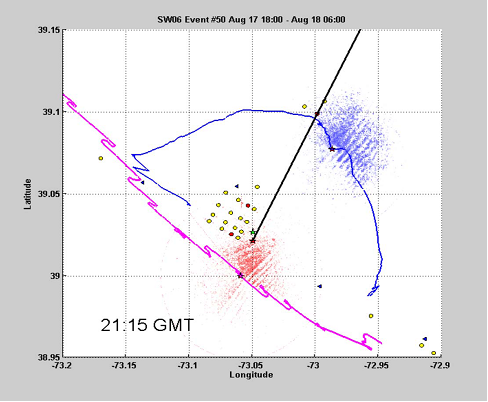 SW06 Event #50 Aug 17 18:00 - Aug 18 06:00
39.15
39.1
39.05
39
38.95
Latitude
21:15 GMT
-73.2 -73.15 -73.1 -73.05 -73 -72.95 -72.9
Longitude